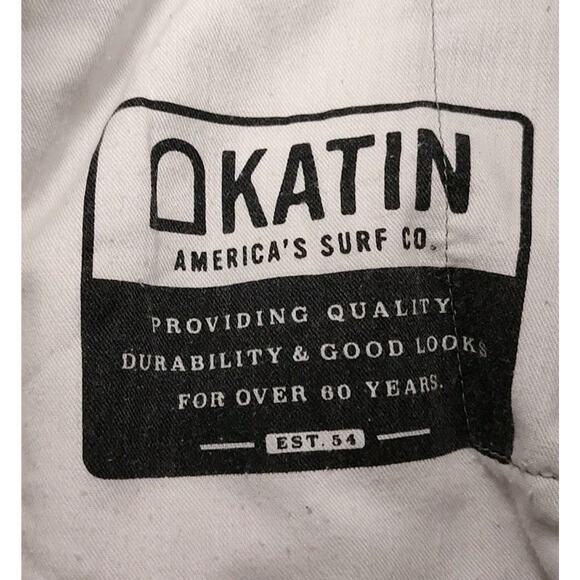 KATIN
AMERICA'S SURF CO.
PROVIDING QUALITY,
DURABILITY & GOOD LOOKS
FOR OVER 60 YEARS.
EST. 54